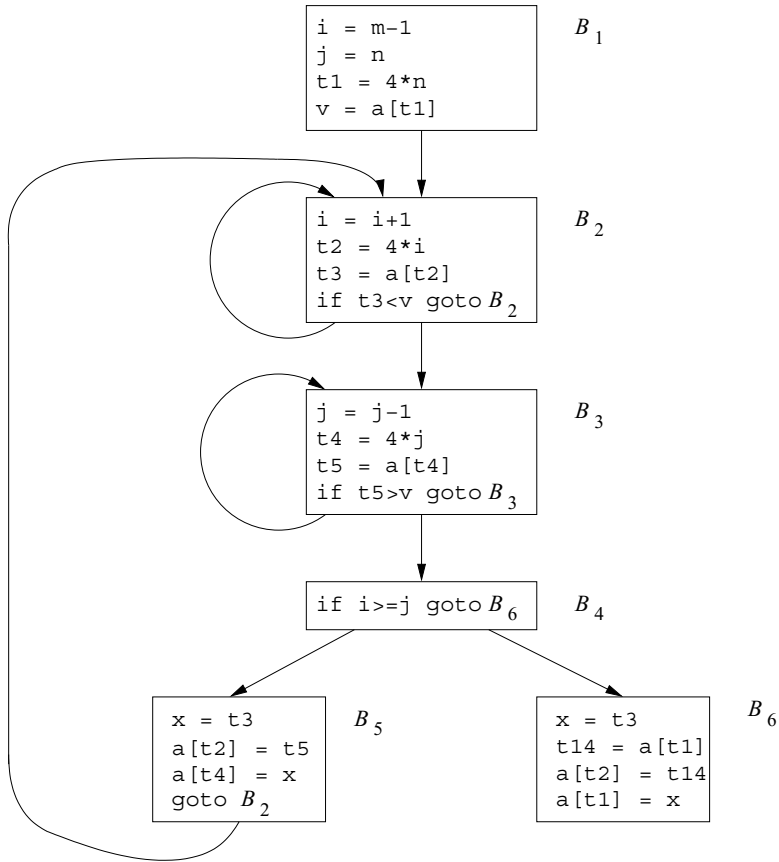 i = m-1
j = n
t1 = 4*n
v = a[t1]
B1
i = i+1
t2 = 4*i
t3 = a[t2]
if t3<v goto B2
B2
j = j-1
t4 = 4*j
t5 = a[t4]
if t5>v goto B3
B3
if i>=j goto B6
B4
x = t3
a[t2] = t5
a[t4] = x
goto B2
B5
x = t3
t14 = a[t1]
a[t2] = t14
a[t1] = x
B6